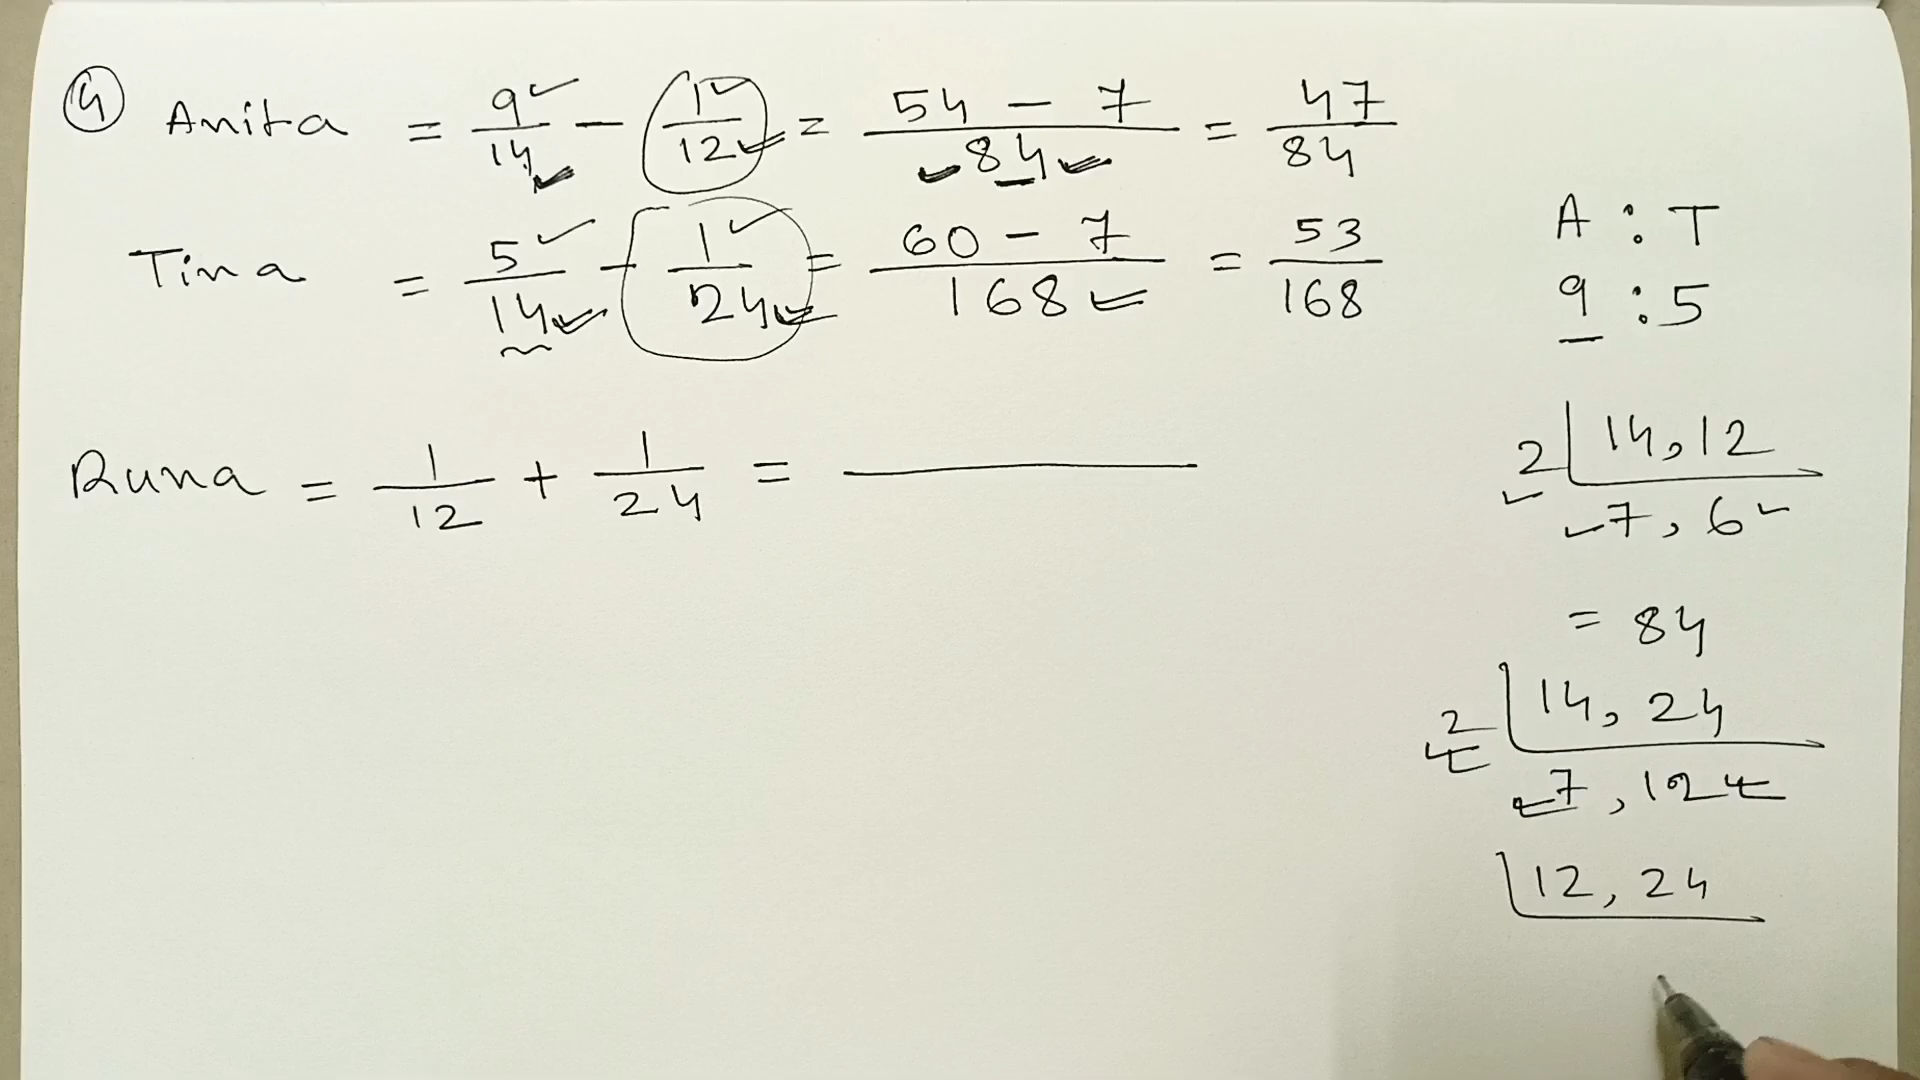 ④ Anita = 9/14 - 1/12 = 54 - 7/84 = 47/84
Tina = 5/14 - 1/24 = 60 - 7/168 = 53/168
Runa = 1/12 + 1/24 =
A : T
9 : 5
2 | 14, 12
7, 6
= 84
2 | 14, 24
7, 12
12, 24